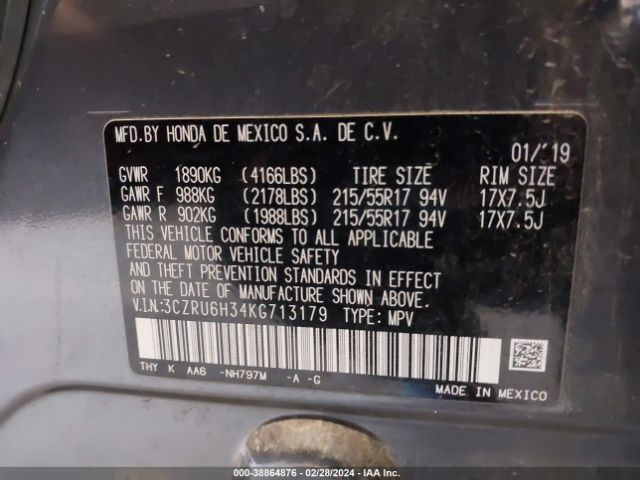 MFD.BY HONDA DE MEXICO S.A. DE C.V.
01/'19
GVWR 1890KG (4166LBS) TIRE SIZE RIM SIZE
GAWR F 988KG (2178LBS) 215/55R17 94V 17X7.5J
GAWR R 902KG (1988LBS) 215/55R17 94V 17X7.5J
THIS VEHICLE CONFORMS TO ALL APPLICABLE
FEDERAL MOTOR VEHICLE SAFETY
AND THEFT PREVENTION STANDARDS IN EFFECT
ON THE DATE OF MANUFACTURE SHOWN ABOVE.
V.I.N:3CZRU6H34KG713179 TYPE: MPV
THY K AA6 -NH797M -A -G
MADE IN MEXICO
000-38864876 - 02/28/2024 - IAA Inc.